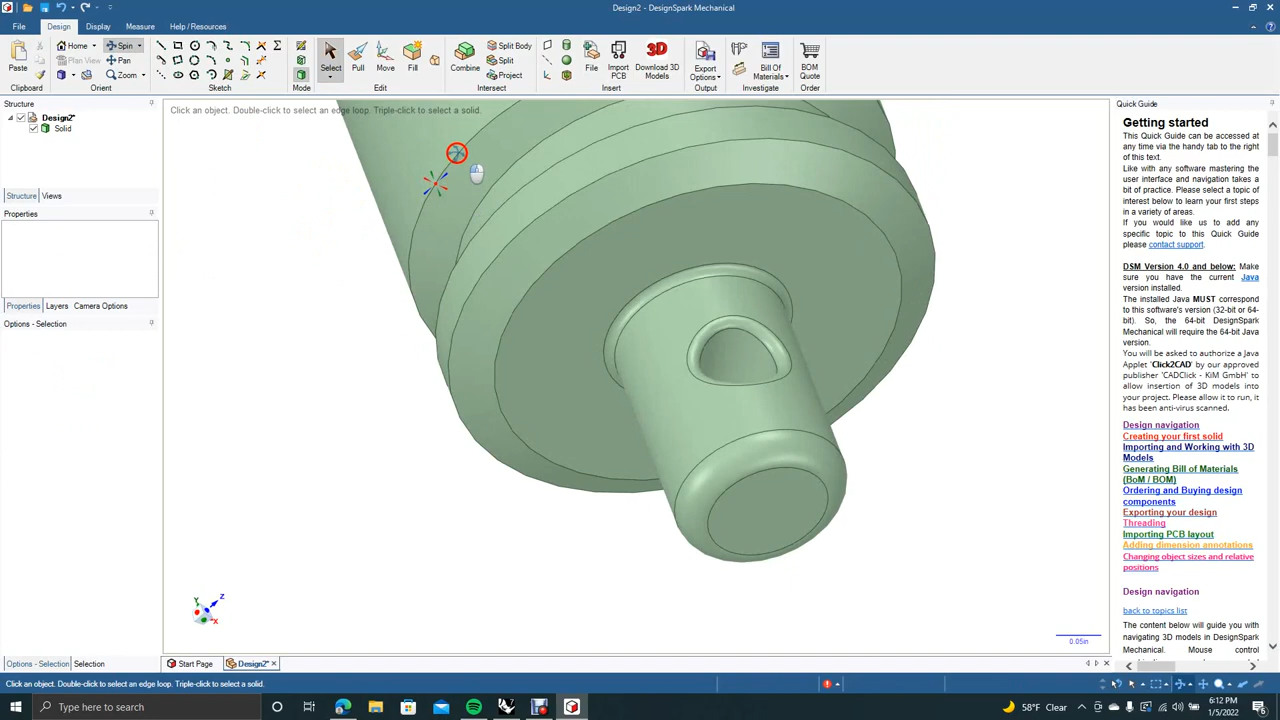 Design2 - DesignSpark Mechanical
File Design Display Measure Help / Resources
Paste
Clipboard
Home Spin
Plan View Pan
Zoom
Orient
Sketch
Mode
Select Pull Move Fill
Edit
Combine
Split Body
Split
Project
Intersect
File Import PCB Download 3D Models
Insert
Export Options
Output
Bill Of Materials
Investigate
BOM Quote
Order
Structure
Design2*
Solid
Structure Views
Properties
Properties Layers Camera Options
Options - Selection
Options - Selection Selection
Click an object. Double-click to select an edge loop. Triple-click to select a solid.
Y Z X
0.05in
Start Page Design2*
Quick Guide
Getting started
This Quick Guide can be accessed at
any time via the handy tab to the right
of this text.
Like with any software mastering the
user interface and navigation takes a
bit of practice. Please select a topic of
interest below to learn your first steps
in a variety of areas.
If you would like us to add any
specific topic to this Quick Guide
please contact support.
DSM Version 4.0 and below: Make
sure you have the current Java
version installed.
The installed Java MUST correspond
to this software's version (32-bit or 64-
bit). So, the 64-bit DesignSpark
Mechanical will require the 64-bit Java
version.
You will be asked to authorize a Java
Applet 'Click2CAD' by our approved
publisher 'CADClick - KiM GmbH' to
allow insertion of 3D models into
your project. Please allow it to run, it
has been anti-virus scanned.
Design navigation
Creating your first solid
Importing and Working with 3D
Models
Generating Bill of Materials
(BoM / BOM)
Ordering and Buying design
components
Exporting your design
Threading
Importing PCB layout
Adding dimension annotations
Changing object sizes and relative
positions
Design navigation
back to topics list
The content below will guide you with
navigating 3D models in DesignSpark
Mechanical. Mouse control
Click an object. Double-click to select an edge loop. Triple-click to select a solid.
Type here to search
58°F Clear
6:12 PM
1/5/2022